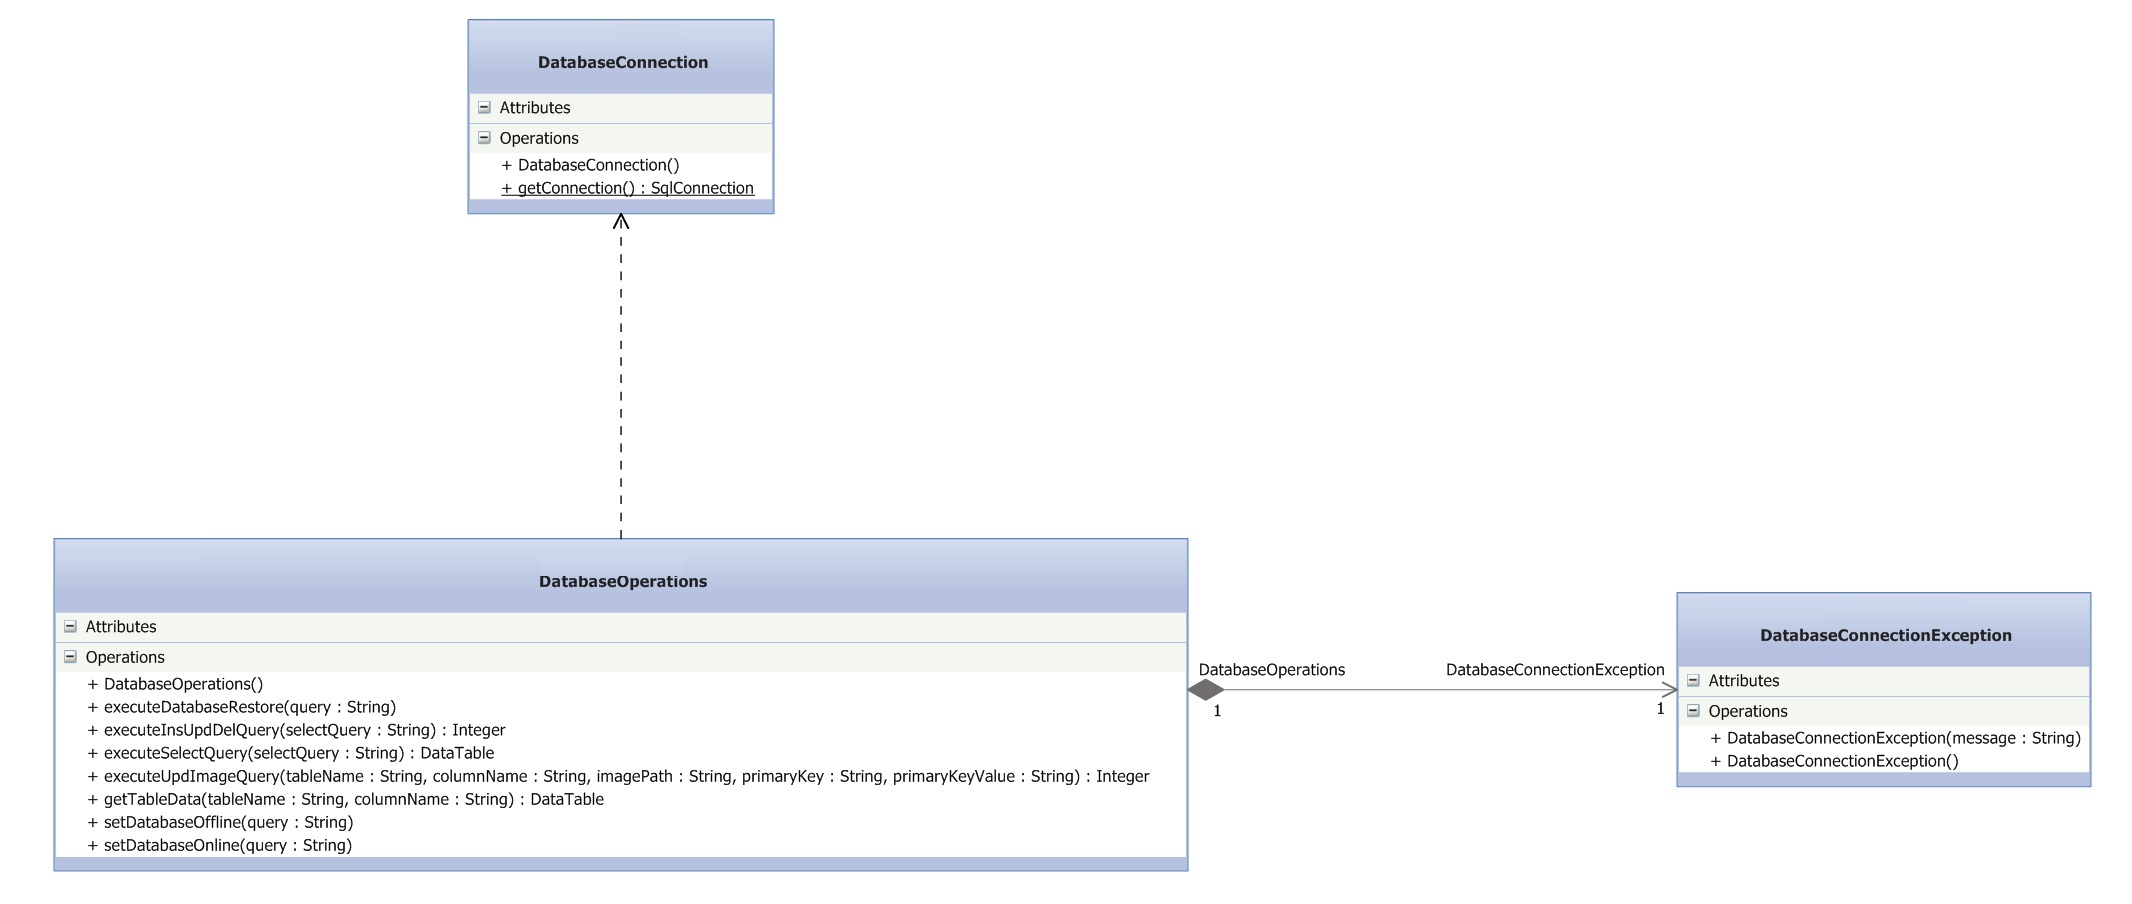 DatabaseConnection
Attributes
Operations
+ DatabaseConnection()
+ getConnection() : SqlConnection
DatabaseOperations
Attributes
Operations
+ DatabaseOperations()
+ executeDatabaseRestore(query : String)
+ executeInsUpdDelQuery(selectQuery : String) : Integer
+ executeSelectQuery(selectQuery : String) : DataTable
+ executeUpdImageQuery(tableName : String, columnName : String, imagePath : String, primaryKey : String, primaryKeyValue : String) : Integer
+ getTableData(tableName : String, columnName : String) : DataTable
+ setDatabaseOffline(query : String)
+ setDatabaseOnline(query : String)
DatabaseOperations
1
DatabaseConnectionException
1
DatabaseConnectionException
Attributes
Operations
+ DatabaseConnectionException(message : String)
+ DatabaseConnectionException()